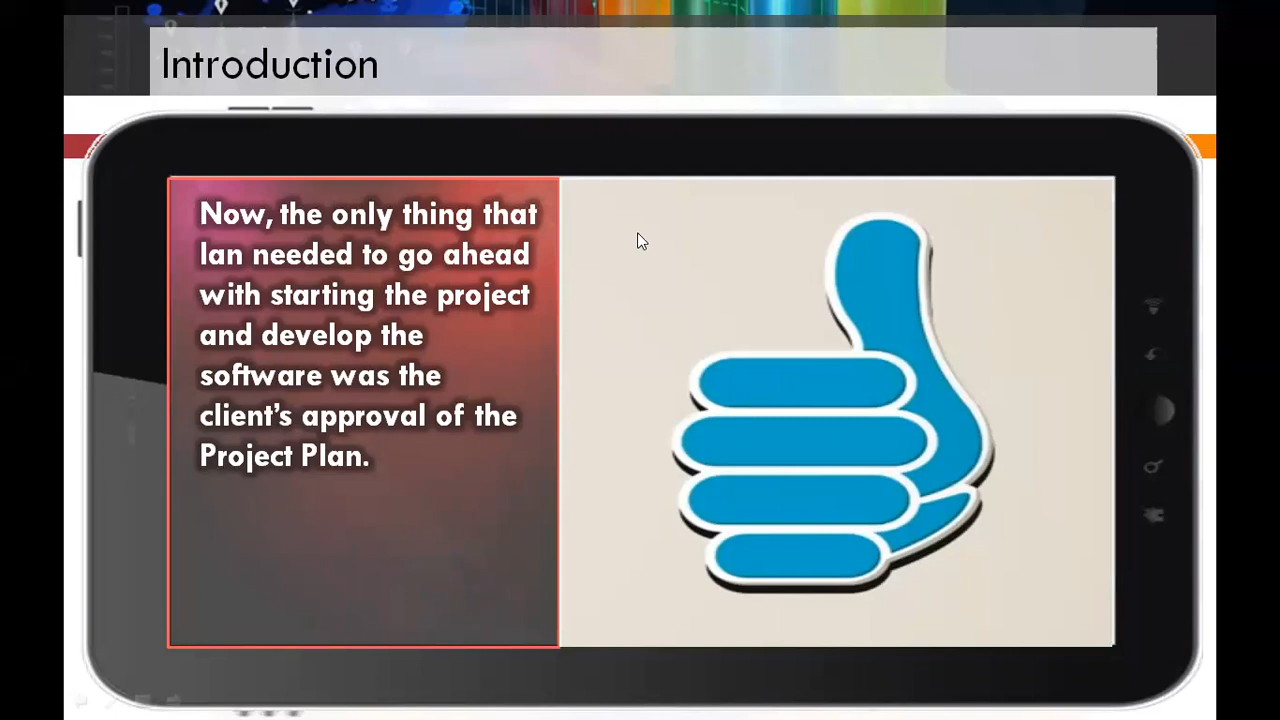 Introduction
Now, the only thing that
Ian needed to go ahead
with starting the project
and develop the
software was the
client's approval of the
Project Plan.